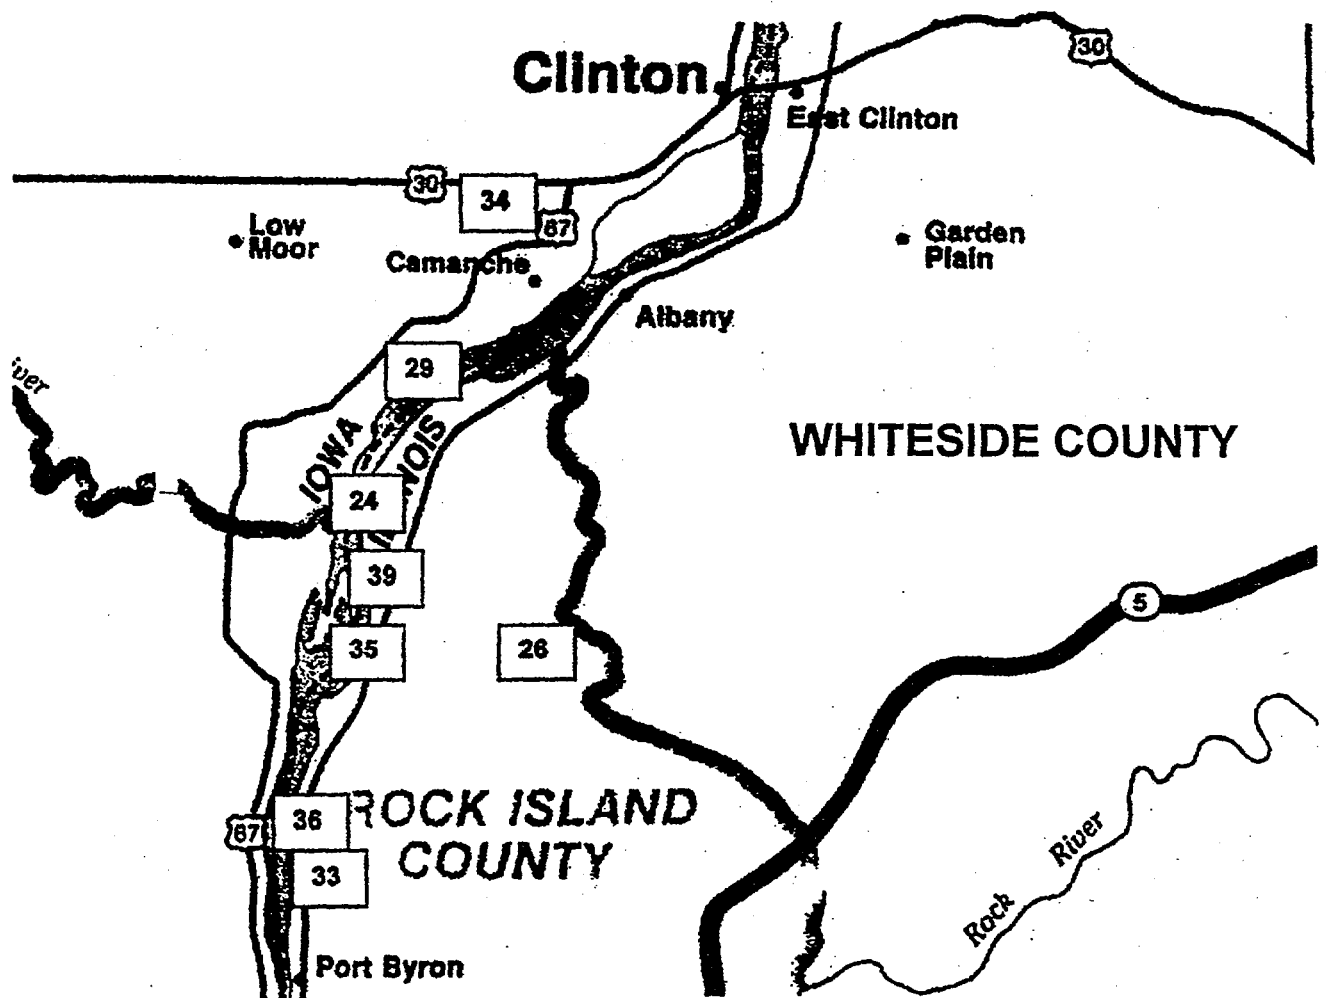 30
Clinton
East Clinton
30
34
87
Low
Moor
Garden
Plain
Camanche
Albany
29
IOWA
WHITESIDE COUNTY
24
39
5
35
26
ROCK ISLAND
COUNTY
36
87
33
Rock River
Port Byron